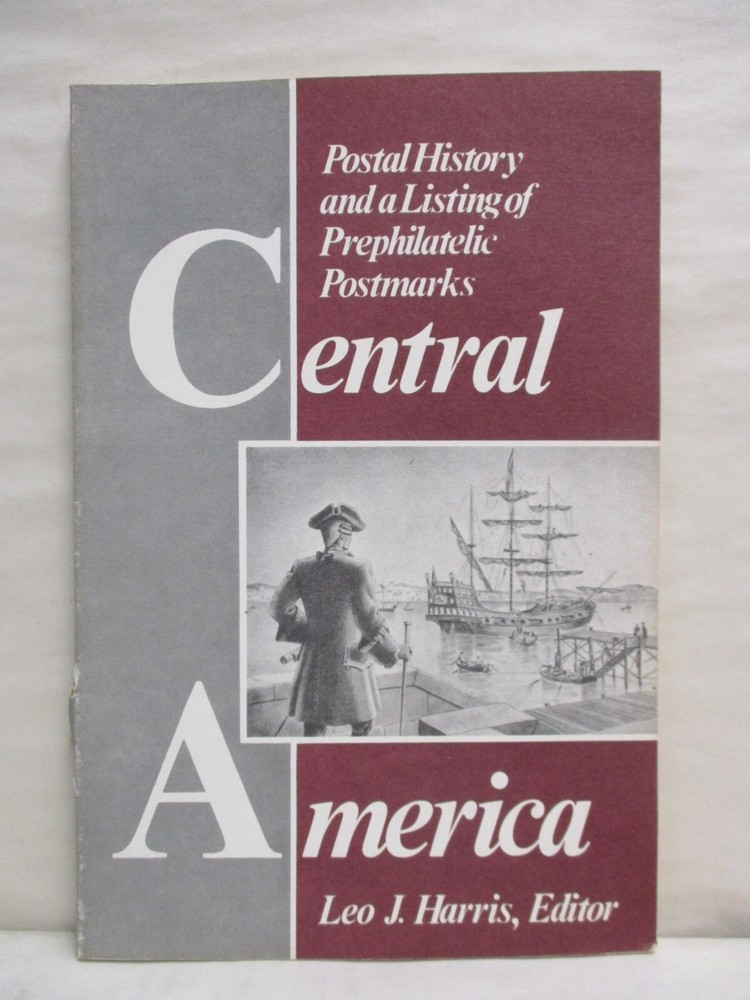 Postal History
and a Listing of
Prephilatelic
Postmarks
Central
America
Leo J. Harris, Editor